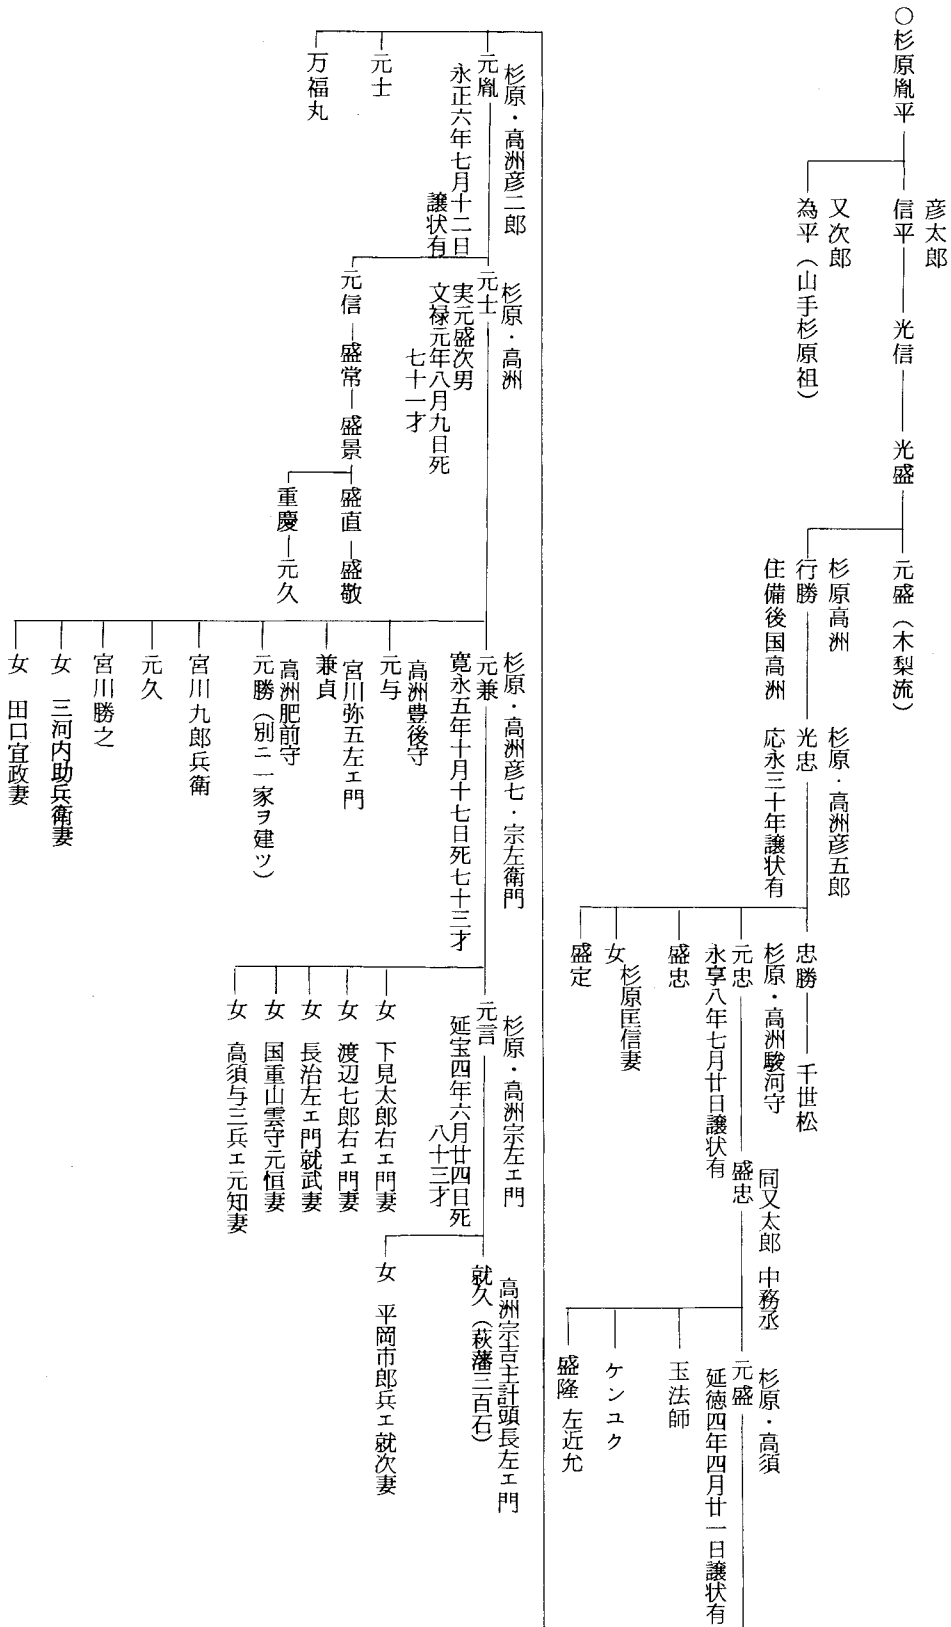 ○杉原胤平
彦太郎
信平
光信
光盛
又次郎
為平（山手杉原祖）
元盛（木梨流）
杉原高洲
行勝
住備後国高洲
杉原・高洲彦五郎
光忠
応永三十年譲状有
忠勝
千世松
杉原・高洲駿河守
元忠
永享八年七月廿日譲状有
盛忠
女
杉原匡信妻
盛定
同又太郎 中務丞
盛忠
杉原・高須
元盛
延徳四年四月廿一日譲状有
玉法師
ケンユク
盛隆 左近允
杉原・高洲彦二郎
元胤
永正六年七月十二日
譲状有
元士
万福丸
杉原・高洲
元士
実元盛次男
文禄元年八月九日死
七十一才
元信
盛常
盛景
盛直
盛敬
重慶
元久
杉原・高洲彦七・宗左衛門
元兼
寛永五年十月十七日死七十三才
高洲豊後守
元与
宮川弥五左エ門
兼貞
高洲肥前守
元勝（別ニ一家ヲ建ツ）
宮川九郎兵衛
元久
宮川勝之
女 三河内助兵衛妻
女 田口宜政妻
杉原・高洲宗左エ門
元言
延宝四年六月廿四日死
八十三才
女 下見太郎右エ門妻
女 渡辺七郎右エ門妻
女 長治左エ門就武妻
女 国重山雲守元恒妻
女 高須与三兵エ元知妻
高洲宗吉主計頭長左エ門
就久（萩藩三百石）
女 平岡市郎兵エ就次妻